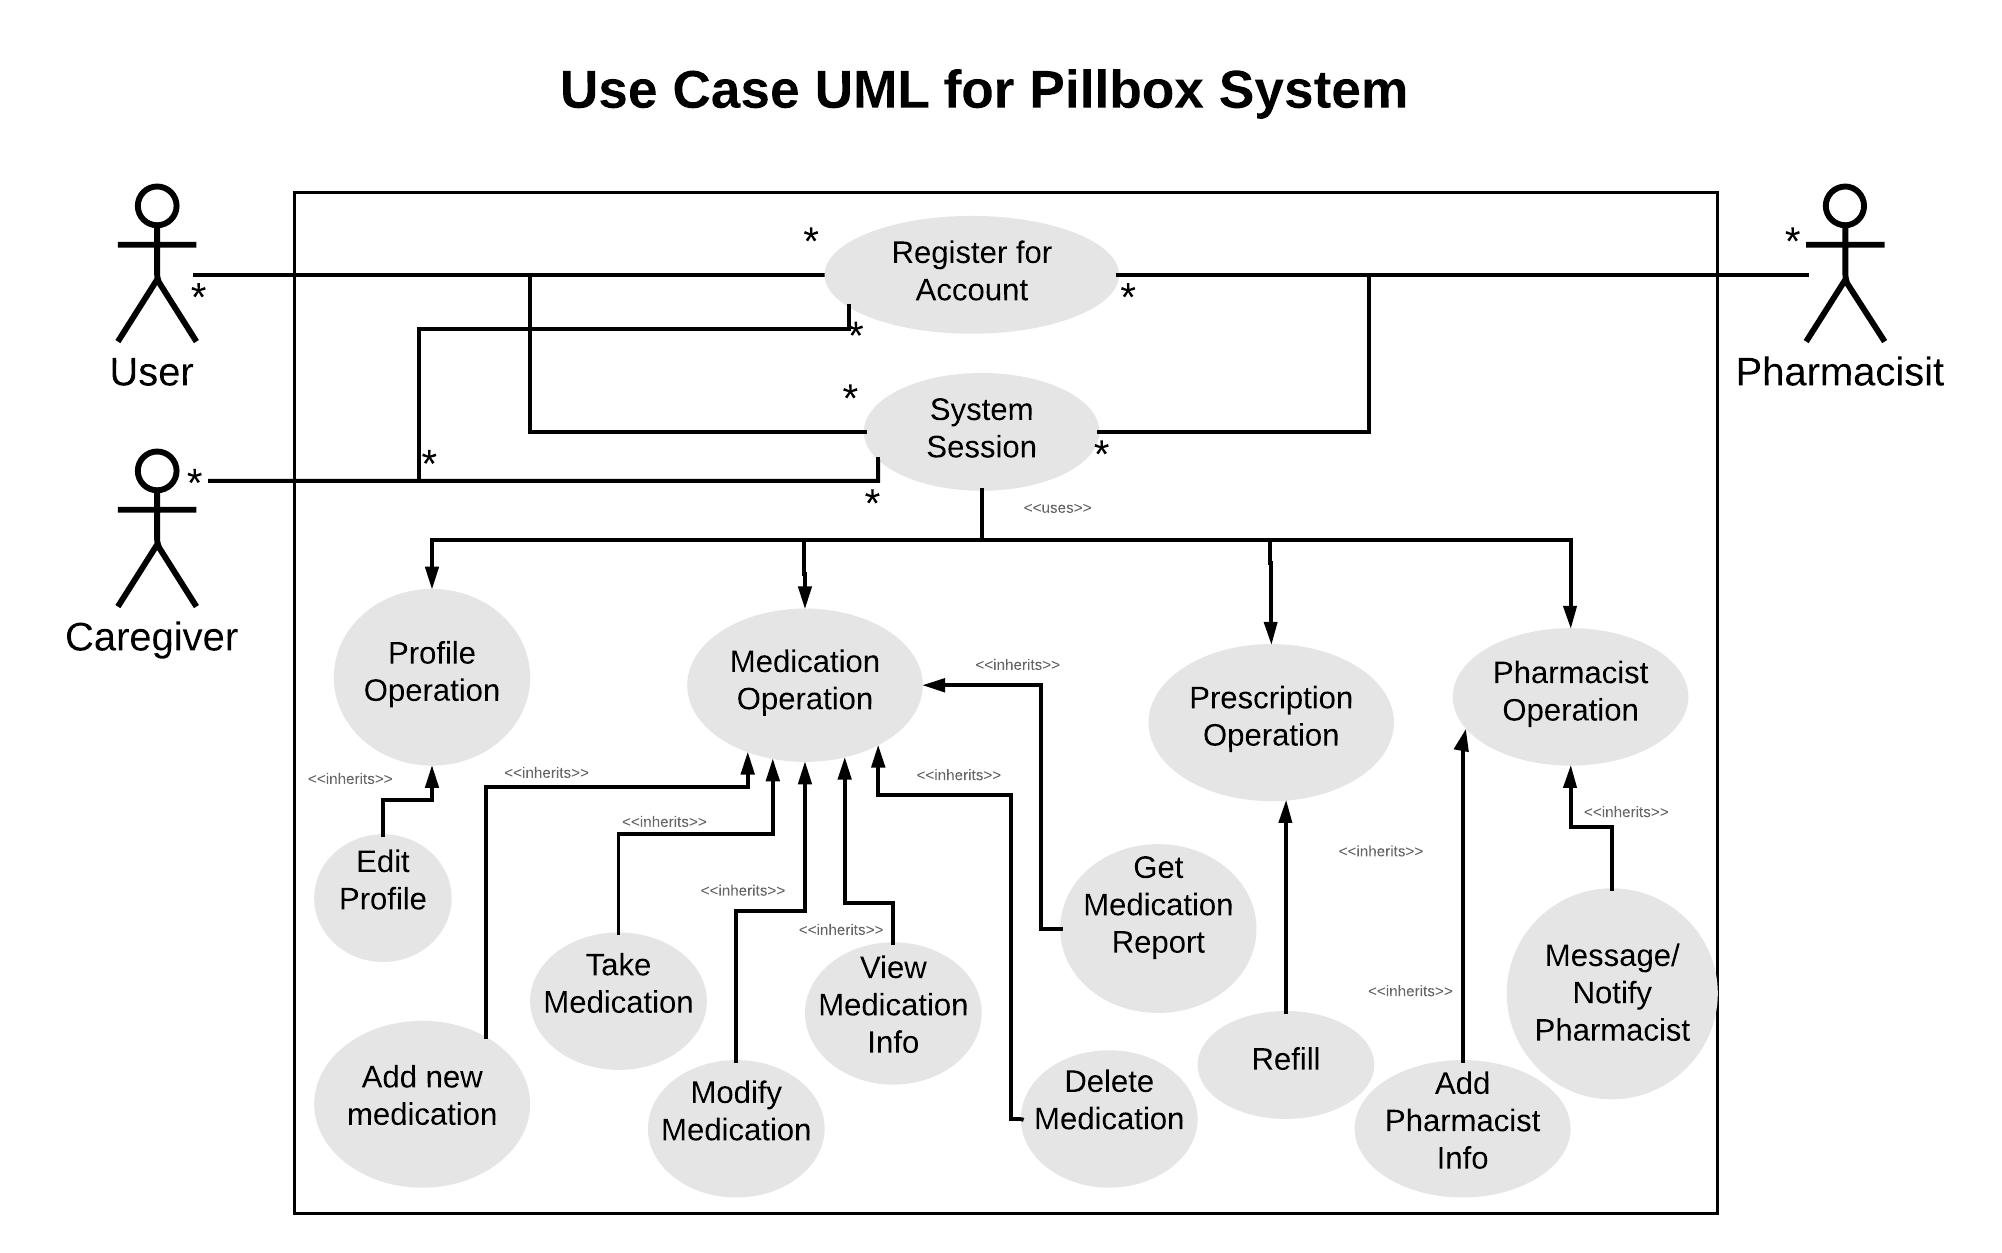 Use Case UML for Pillbox System
*
Register for
Account
*
*
*
*
User
Pharmacisit
*
System
Session
*
*
*
*
<<uses>>
Caregiver
Profile
Operation
Medication
Operation
<<inherits>>
Prescription
Operation
Pharmacist
Operation
<<inherits>>
<<inherits>>
<<inherits>>
<<inherits>>
<<inherits>>
<<inherits>>
Edit
Profile
<<inherits>>
<<inherits>>
Get
Medication
Report
<<inherits>>
Take
Medication
View
Medication
Info
<<inherits>>
Message/
Notify
Pharmacist
Add new
medication
Modify
Medication
Delete
Medication
Refill
Add
Pharmacist
Info